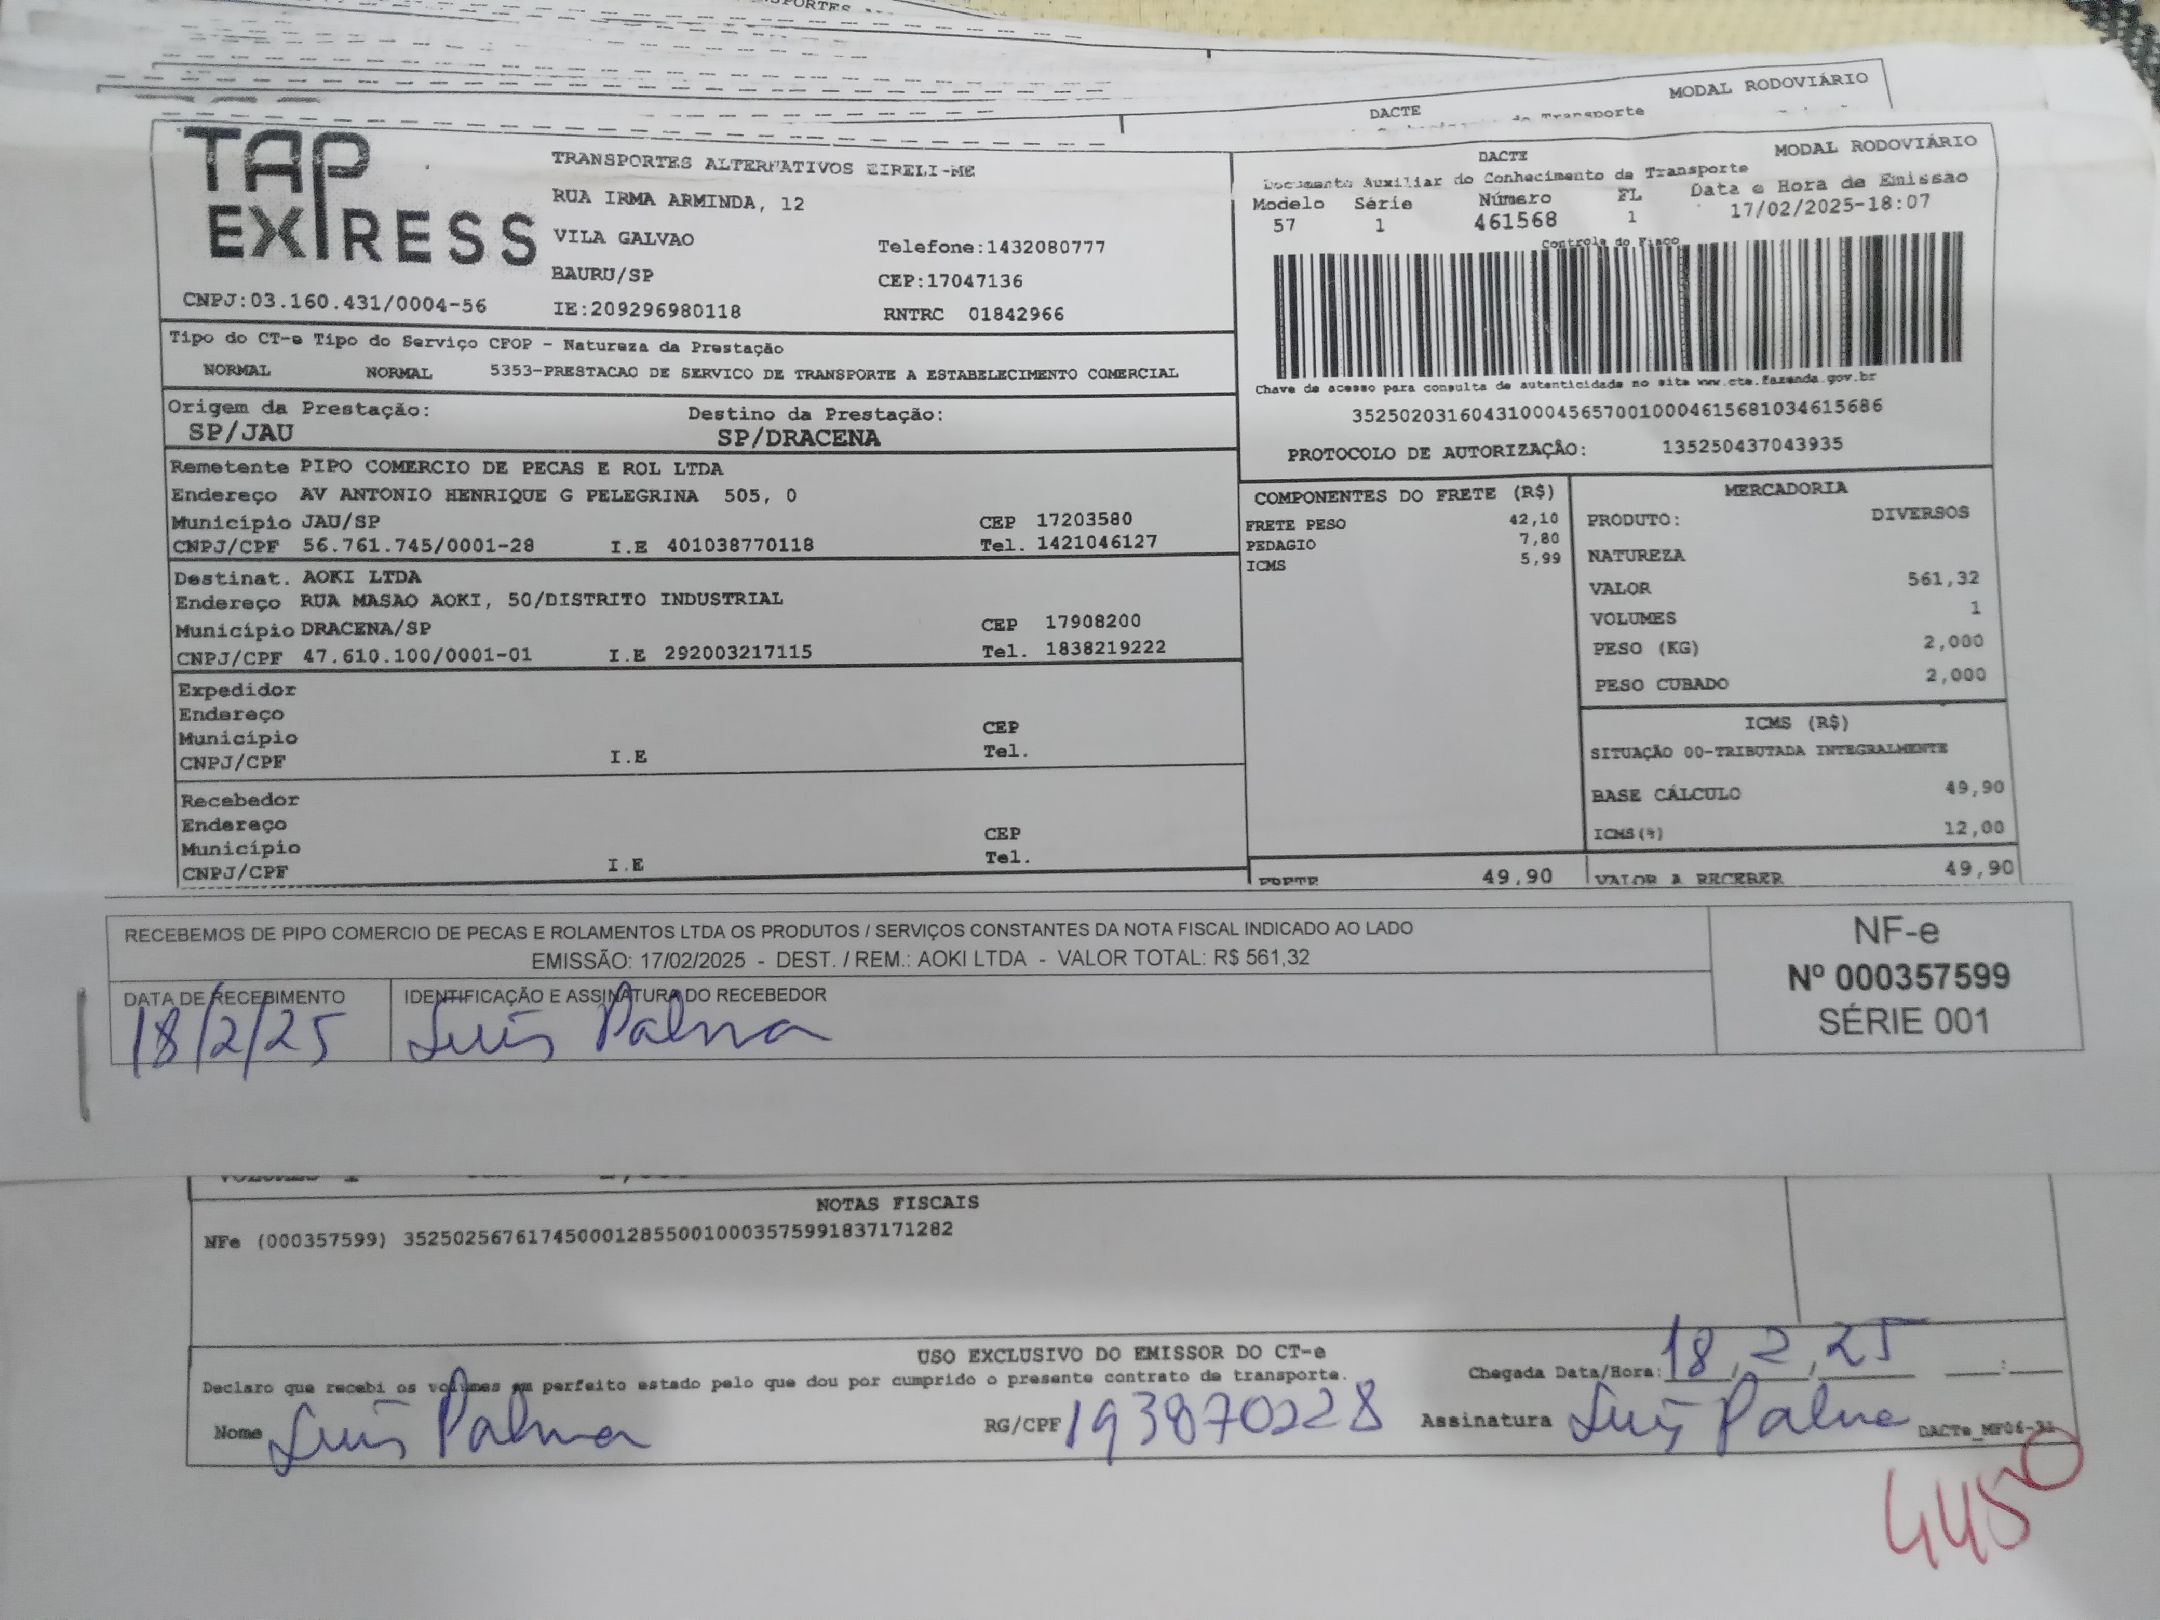 MODAL RODOVIÁRIO
DACTE
TAP EXPRESS
TRANSPORTES ALTERNATIVOS EIRELI-ME
RUA IRMA ARMINDA, 12
VILA GALVAO
Telefone:1432080777
BAURU/SP
CEP:17047136
CNPJ:03.160.431/0004-56
IE:209296980118
RNTRC 01842966
MODAL RODOVIÁRIO
DACTE
Documento Auxiliar do Conhecimento de Transporte
Modelo Série Número FL Data e Hora de Emissão
57 1 461568 1 17/02/2025-18:07
Controle do Fisco
Chave de acesso para consulta de autenticidade no site www.cte.fazenda.gov.br
35250203160431000456570010004615681034615686
PROTOCOLO DE AUTORIZAÇÃO: 135250437043935
Tipo do CT-e Tipo do Serviço CFOP - Natureza da Prestação
NORMAL NORMAL 5353-PRESTACAO DE SERVICO DE TRANSPORTE A ESTABELECIMENTO COMERCIAL
Origem da Prestação: Destino da Prestação:
SP/JAU SP/DRACENA
Remetente PIPO COMERCIO DE PECAS E ROL LTDA
Endereço AV ANTONIO HENRIQUE G PELEGRINA 505, 0
Município JAU/SP CEP 17203580
CNPJ/CPF 56.761.745/0001-28 I.E 401038770118 Tel. 1421046127
Destinat. AOKI LTDA
Endereço RUA MASAO AOKI, 50/DISTRITO INDUSTRIAL
Município DRACENA/SP CEP 17908200
CNPJ/CPF 47.610.100/0001-01 I.E 292003217115 Tel. 1838219222
Expedidor
Endereço
Município CEP
CNPJ/CPF I.E Tel.
Recebedor
Endereço
Município CEP
CNPJ/CPF I.E Tel.
COMPONENTES DO FRETE (R$)
FRETE PESO 42,10
PEDAGIO 7,80
ICMS 5,99
FRETE 49,90
MERCADORIA
PRODUTO: DIVERSOS
NATUREZA
VALOR 561,32
VOLUMES 1
PESO (KG) 2,000
PESO CUBADO 2,000
ICMS (R$)
SITUAÇÃO 00-TRIBUTADA INTEGRALMENTE
BASE CÁLCULO 49,90
ICMS(%) 12,00
VALOR A RECEBER 49,90
RECEBEMOS DE PIPO COMERCIO DE PECAS E ROLAMENTOS LTDA OS PRODUTOS / SERVIÇOS CONSTANTES DA NOTA FISCAL INDICADO AO LADO
EMISSÃO: 17/02/2025 - DEST. / REM.: AOKI LTDA - VALOR TOTAL: R$ 561,32
DATA DE RECEBIMENTO IDENTIFICAÇÃO E ASSINATURA DO RECEBEDOR
18/2/25 Luís Palma
NF-e
Nº 000357599
SÉRIE 001
NOTAS FISCAIS
NFe (000357599) 35250256761745000128550010003575991837171282
USO EXCLUSIVO DO EMISSOR DO CT-e
Declaro que recebi os volumes em perfeito estado pelo que dou por cumprido o presente contrato de transporte.
Chegada Data/Hora: 18, 2, 25
Nome Luís Palma RG/CPF 193870228 Assinatura Luís Palma
4450